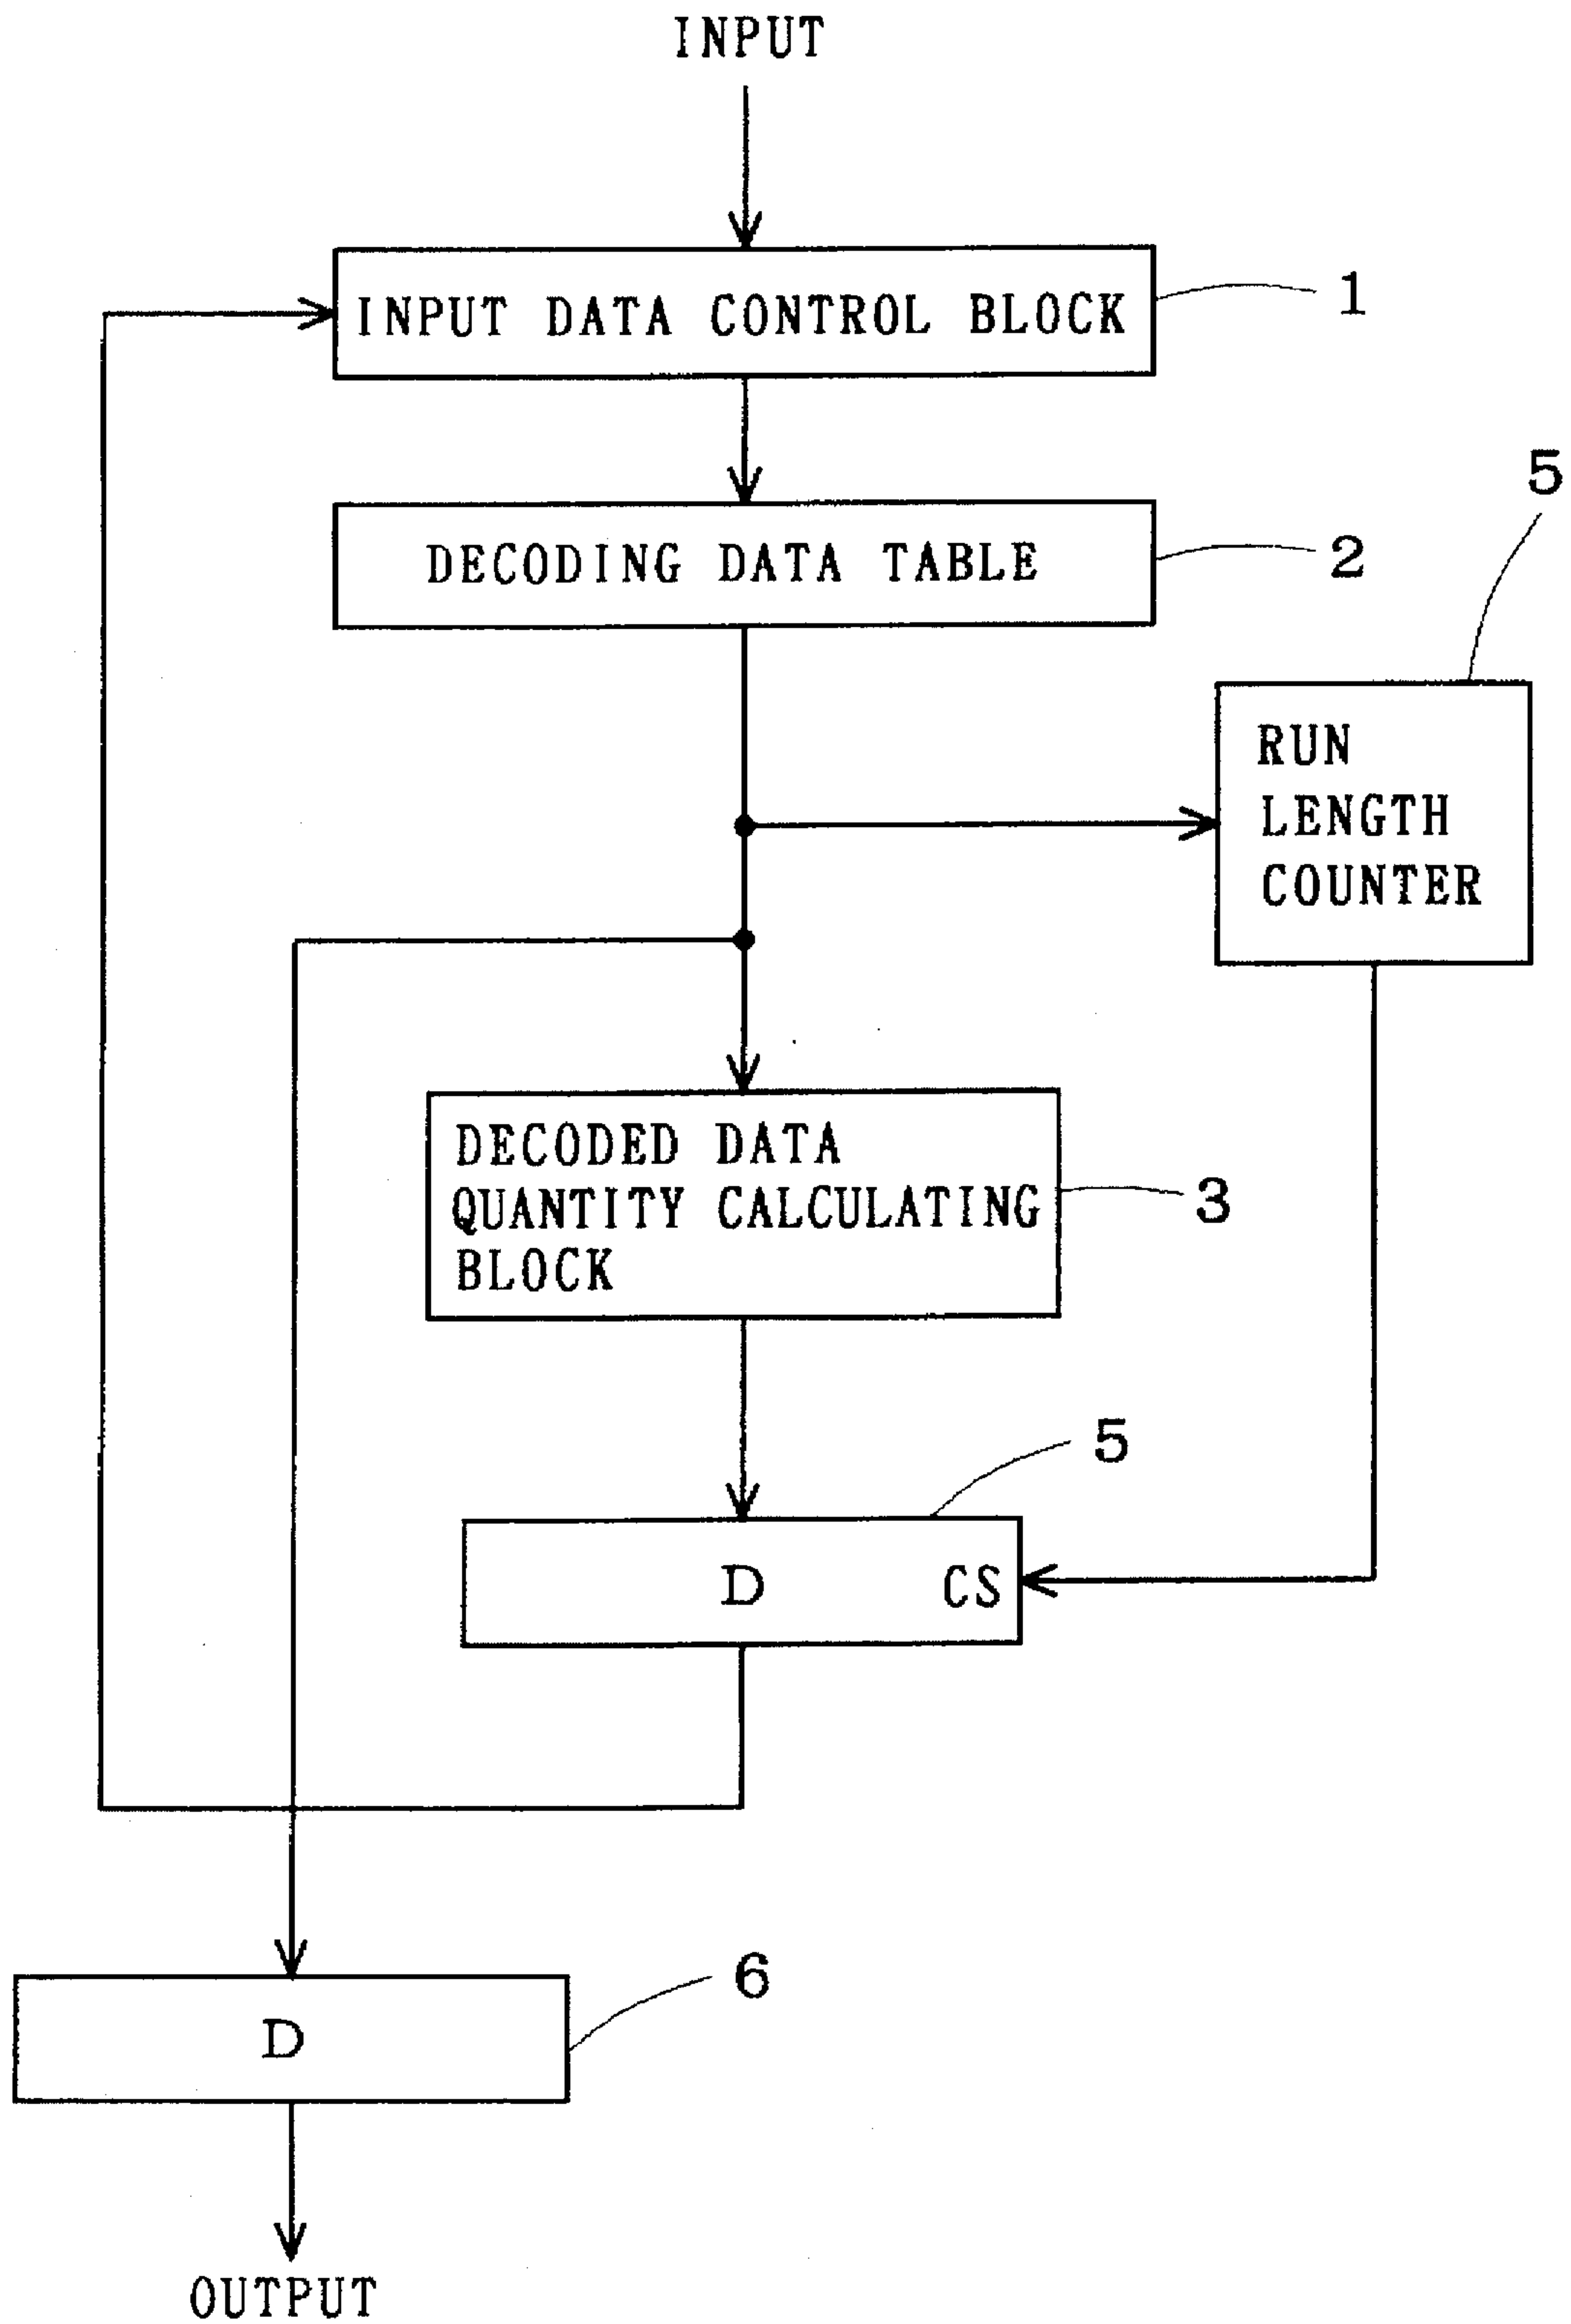 INPUT
INPUT DATA CONTROL BLOCK
1
DECODING DATA TABLE
2
5
RUN
LENGTH
COUNTER
DECODED DATA
QUANTITY CALCULATING
BLOCK
3
5
D CS
6
D
OUTPUT